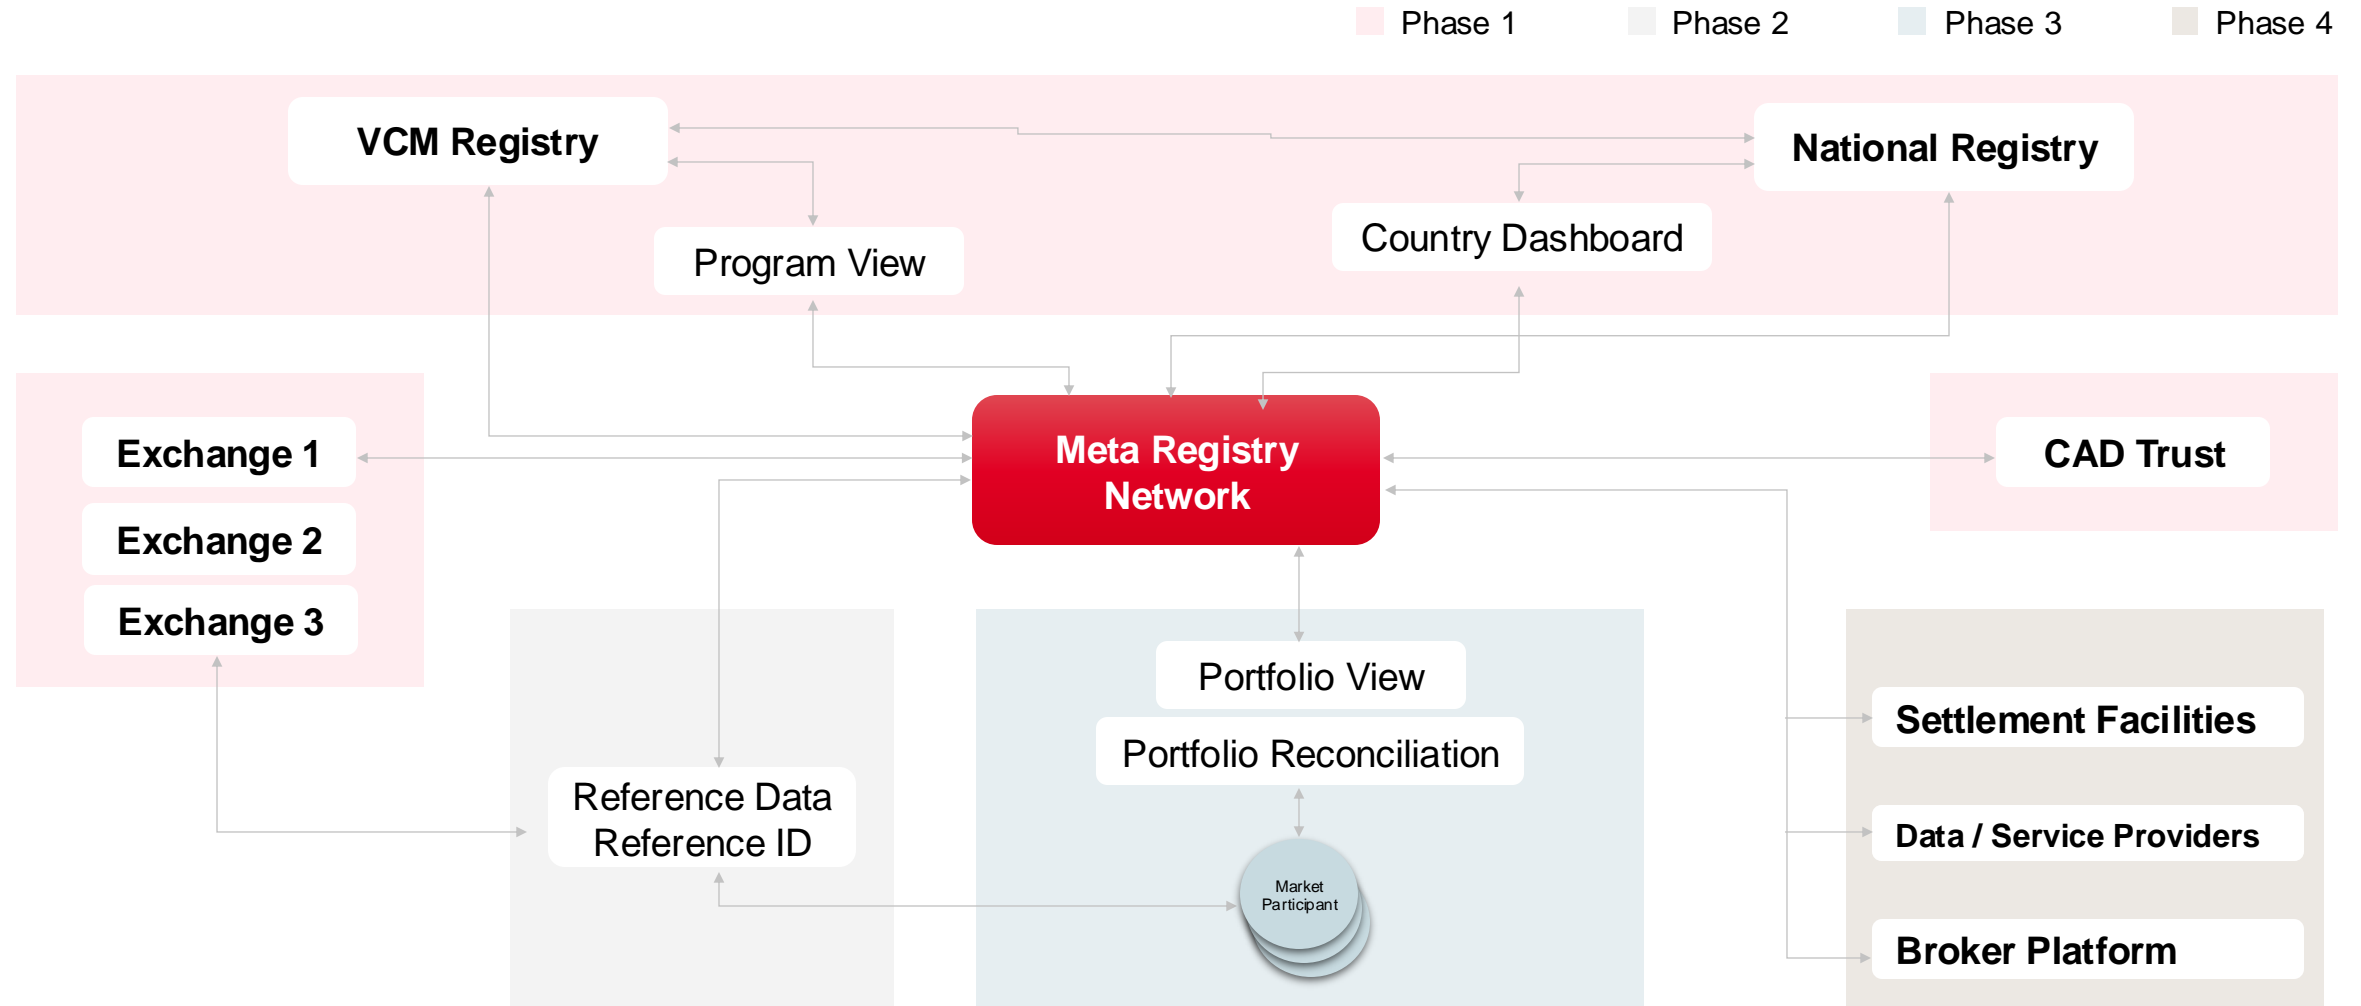 Phase 1
Phase 2
Phase 3
Phase 4
VCM Registry
National Registry
Program View
Country Dashboard
Exchange 1
Exchange 2
Exchange 3
Meta Registry
Network
CAD Trust
Reference Data
Reference ID
Portfolio View
Portfolio Reconciliation
Market
Participant
Settlement Facilities
Data / Service Providers
Broker Platform